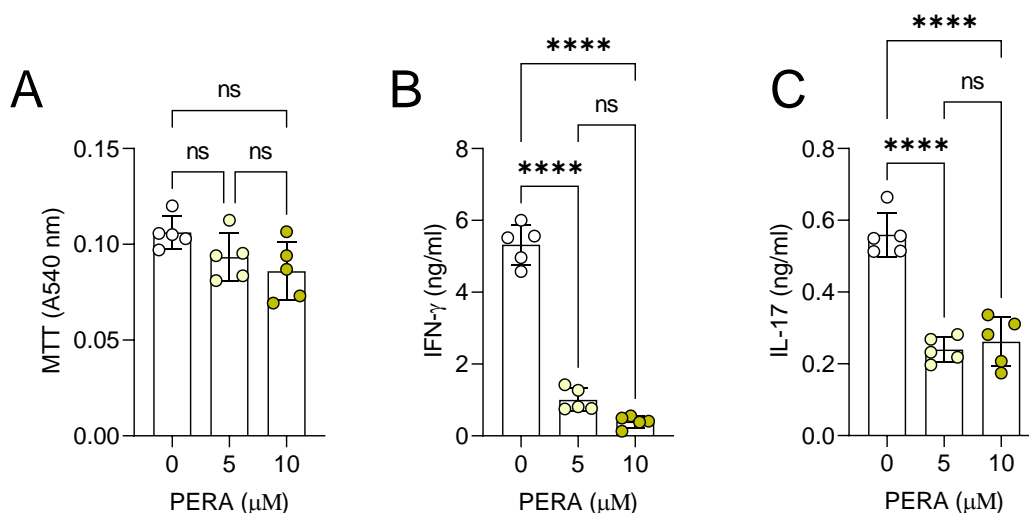 A
ns
ns
ns
MTT (A540 nm)
0.15
0.10
0.05
0.00
0
5
10
PERA (μM)
B
****
ns
****
IFN-γ (ng/ml)
8
6
4
2
0
0
5
10
PERA (μM)
C
****
ns
****
IL-17 (ng/ml)
0.8
0.6
0.4
0.2
0.0
0
5
10
PERA (μM)